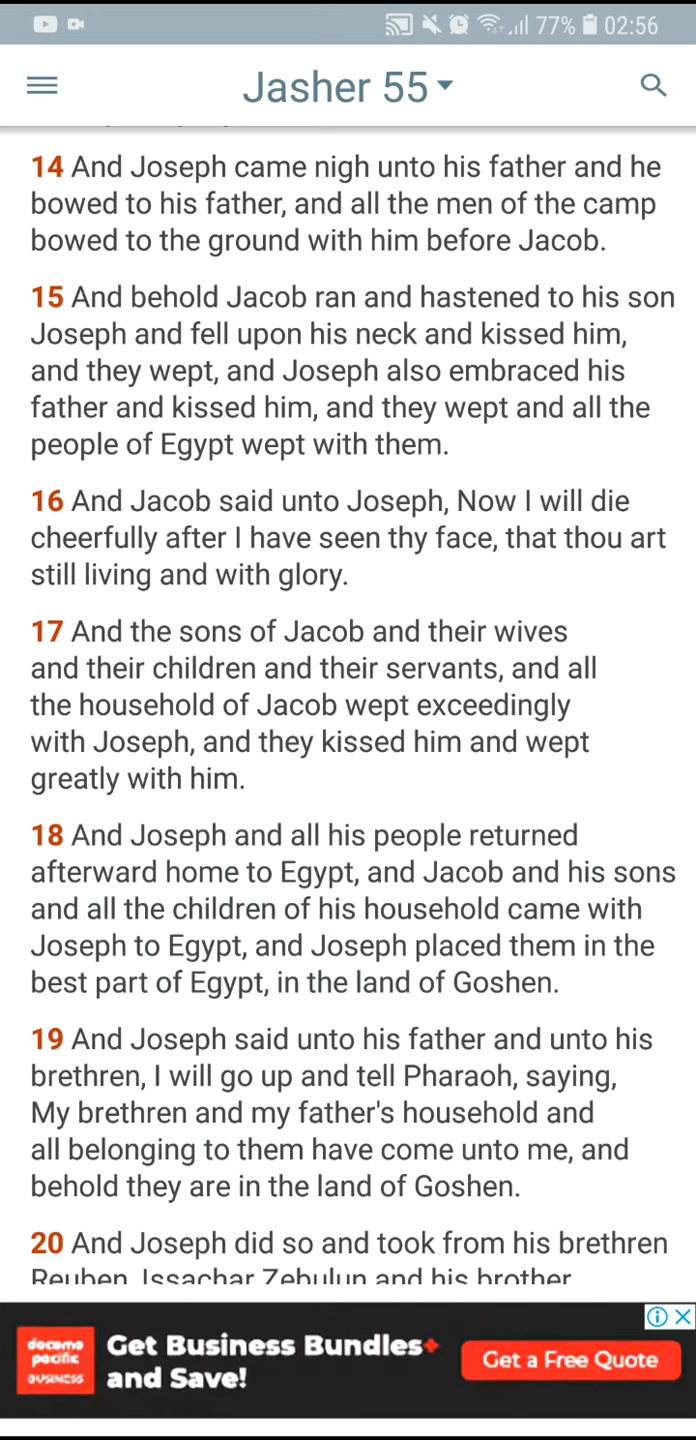 77% 02:56
Jasher 55
14 And Joseph came nigh unto his father and he
bowed to his father, and all the men of the camp
bowed to the ground with him before Jacob.
15 And behold Jacob ran and hastened to his son
Joseph and fell upon his neck and kissed him,
and they wept, and Joseph also embraced his
father and kissed him, and they wept and all the
people of Egypt wept with them.
16 And Jacob said unto Joseph, Now I will die
cheerfully after I have seen thy face, that thou art
still living and with glory.
17 And the sons of Jacob and their wives
and their children and their servants, and all
the household of Jacob wept exceedingly
with Joseph, and they kissed him and wept
greatly with him.
18 And Joseph and all his people returned
afterward home to Egypt, and Jacob and his sons
and all the children of his household came with
Joseph to Egypt, and Joseph placed them in the
best part of Egypt, in the land of Goshen.
19 And Joseph said unto his father and unto his
brethren, I will go up and tell Pharaoh, saying,
My brethren and my father's household and
all belonging to them have come unto me, and
behold they are in the land of Goshen.
20 And Joseph did so and took from his brethren
Reuben, Issachar Zebulun and his brother
docomo
pacific
BUSINESS
Get Business Bundles+
and Save!
Get a Free Quote